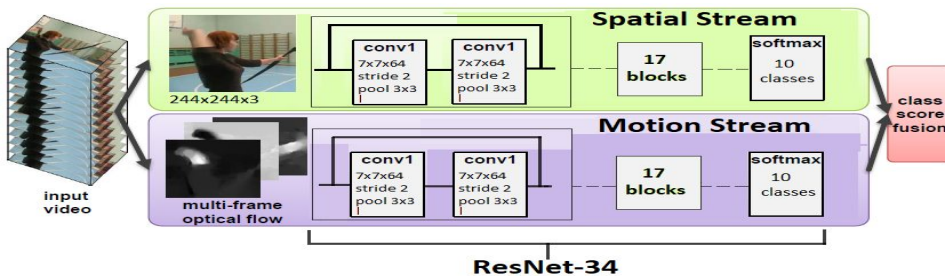 input
video
244x244x3
Spatial Stream
conv1
7x7x64
stride 2
pool 3x3
conv1
7x7x64
stride 2
pool 3x3
17
blocks
softmax
10
classes
multi-frame
optical flow
Motion Stream
conv1
7x7x64
stride 2
pool 3x3
conv1
7x7x64
stride 2
pool 3x3
17
blocks
softmax
10
classes
class
score
fusion
ResNet-34